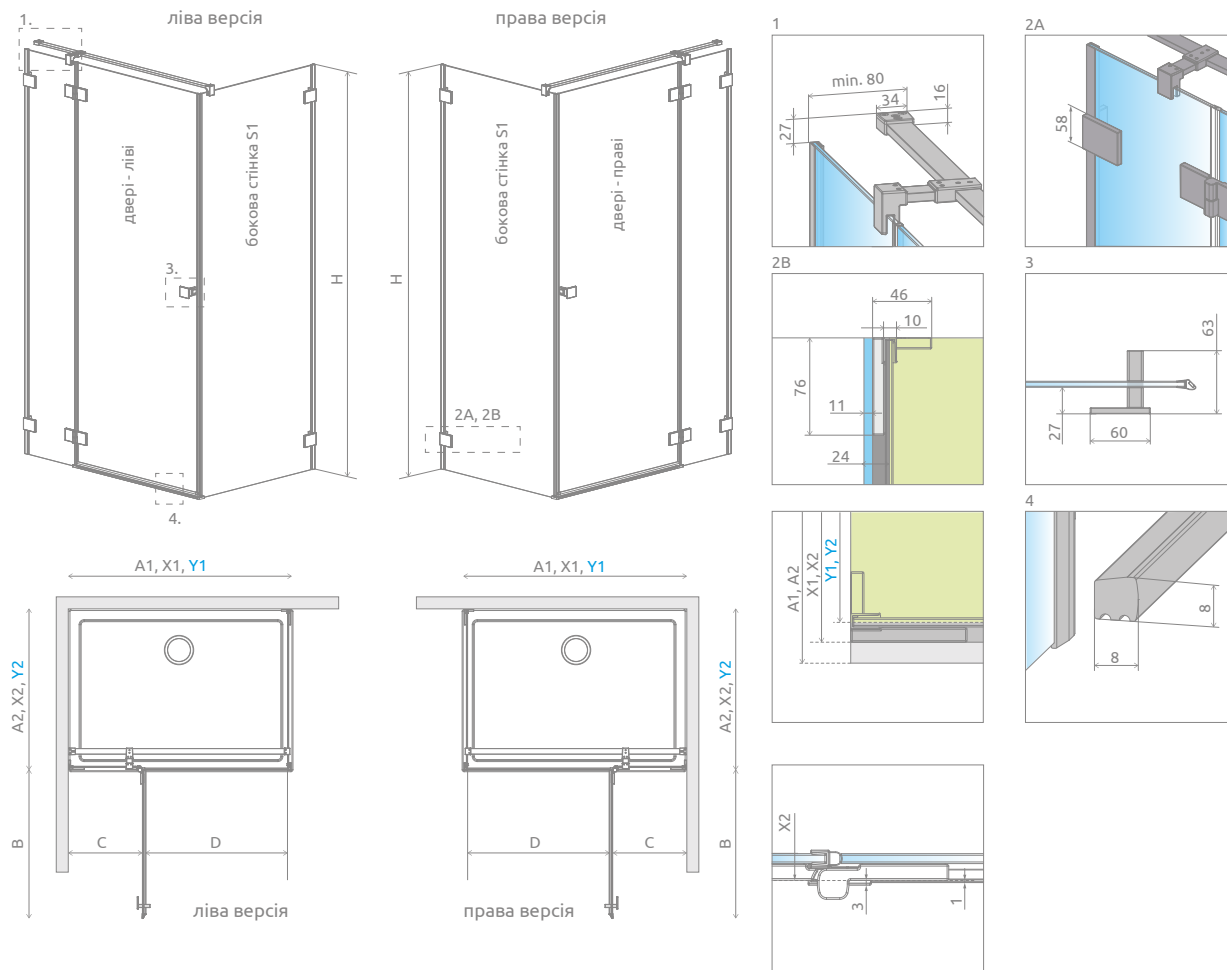 1.
ліва версія
двері - ліві
бокова стінка S1
H
3.
4.
права версія
H
бокова стінка S1
двері - праві
2A, 2B
1
min. 80
34
16
27
2A
58
2B
46
10
76
11
24
3
63
27
60
A1, A2
X1, X2
Y1, Y2
4
8
8
X2
3
1
A1, X1, Y1
A2, X2, Y2
B
C
D
ліва версія
A1, X1, Y1
A2, X2, Y2
B
D
C
права версія